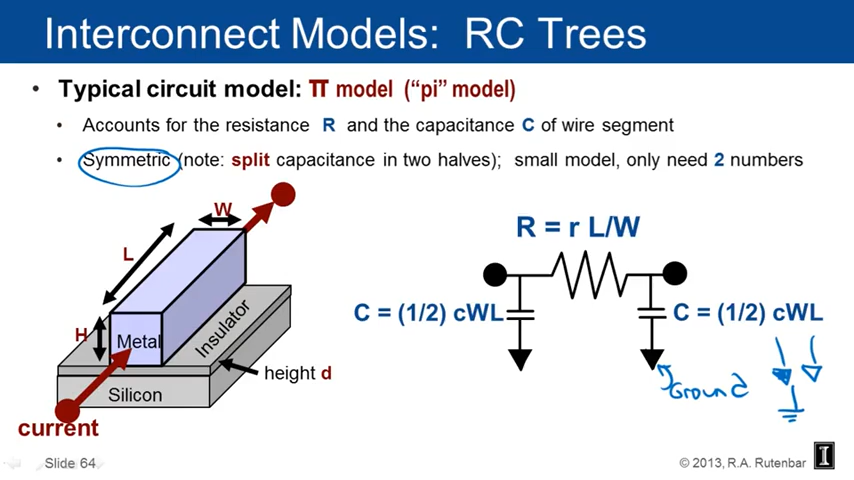 Interconnect Models: RC Trees
• Typical circuit model: π model ("pi" model)
• Accounts for the resistance R and the capacitance C of wire segment
• Symmetric (note: split capacitance in two halves); small model, only need 2 numbers
W
L
H
Metal
Insulator
Silicon
height d
current
R = r L/W
C = (1/2) cWL
C = (1/2) cWL
Ground
Slide 64
© 2013, R.A. Rutenbar
I